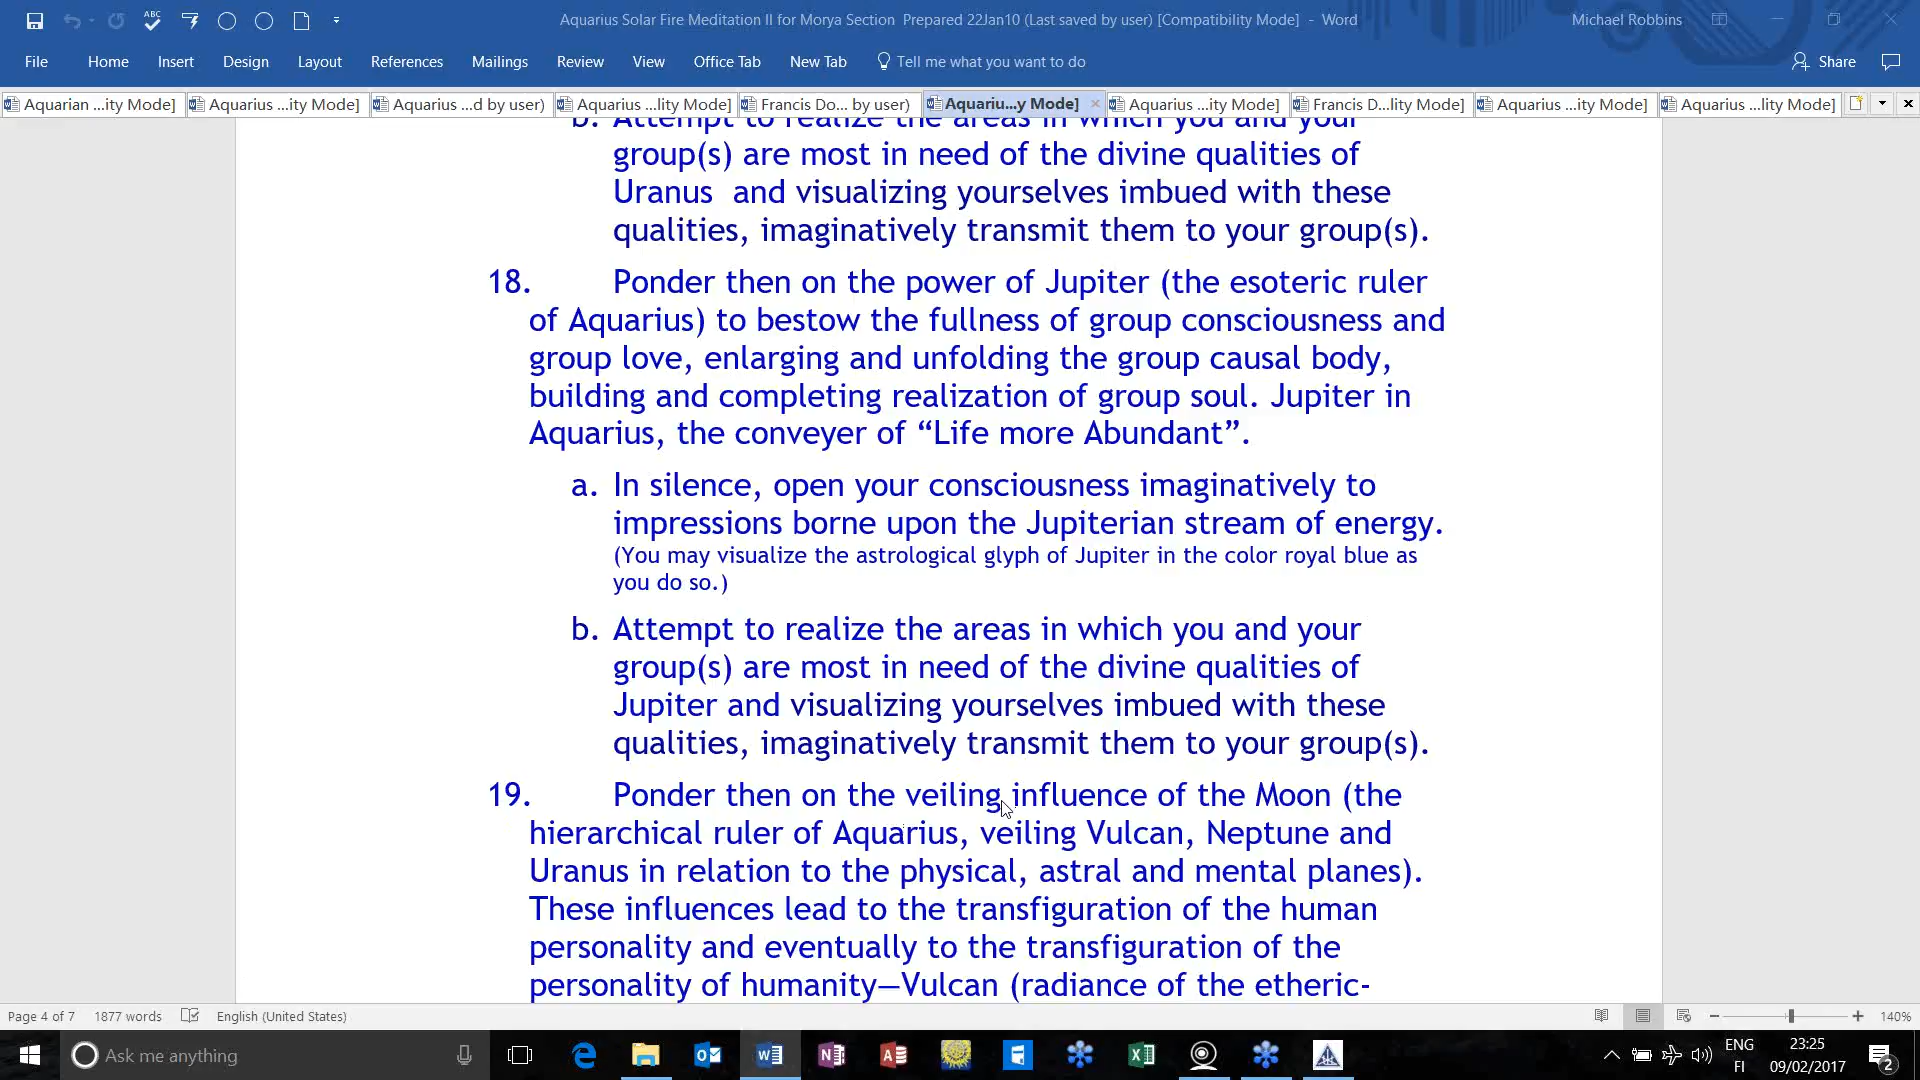 Aquarius Solar Fire Meditation II for Morya Section  Prepared 22Jan10 (Last saved by user) [Compatibility Mode]  -  Word
Michael Robbins
File Home Insert Design Layout References Mailings Review View Office Tab New Tab Tell me what you want to do Share
Aquarian ...ity Mode] Aquarius ...ity Mode] Aquarius ...d by user) Aquarius ...lity Mode] Francis Do... by user) Aquariu...y Mode] Aquarius ...ity Mode] Francis D...lity Mode] Aquarius ...ity Mode] Aquarius ...lity Mode]
b. Attempt to realize the areas in which you and your
group(s) are most in need of the divine qualities of
Uranus  and visualizing yourselves imbued with these
qualities, imaginatively transmit them to your group(s).
18. Ponder then on the power of Jupiter (the esoteric ruler
of Aquarius) to bestow the fullness of group consciousness and
group love, enlarging and unfolding the group causal body,
building and completing realization of group soul. Jupiter in
Aquarius, the conveyer of “Life more Abundant”.
a. In silence, open your consciousness imaginatively to
impressions borne upon the Jupiterian stream of energy.
(You may visualize the astrological glyph of Jupiter in the color royal blue as
you do so.)
b. Attempt to realize the areas in which you and your
group(s) are most in need of the divine qualities of
Jupiter and visualizing yourselves imbued with these
qualities, imaginatively transmit them to your group(s).
19. Ponder then on the veiling influence of the Moon (the
hierarchical ruler of Aquarius, veiling Vulcan, Neptune and
Uranus in relation to the physical, astral and mental planes).
These influences lead to the transfiguration of the human
personality and eventually to the transfiguration of the
personality of humanity—Vulcan (radiance of the etheric-
Page 4 of 7 1877 words English (United States) 140%
Ask me anything
ENG 23:25
FI 09/02/2017 2